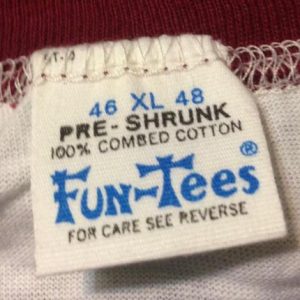 46 XL 48
PRE-SHRUNK
100% COMBED COTTON
FUN-TEES®
FOR CARE SEE REVERSE